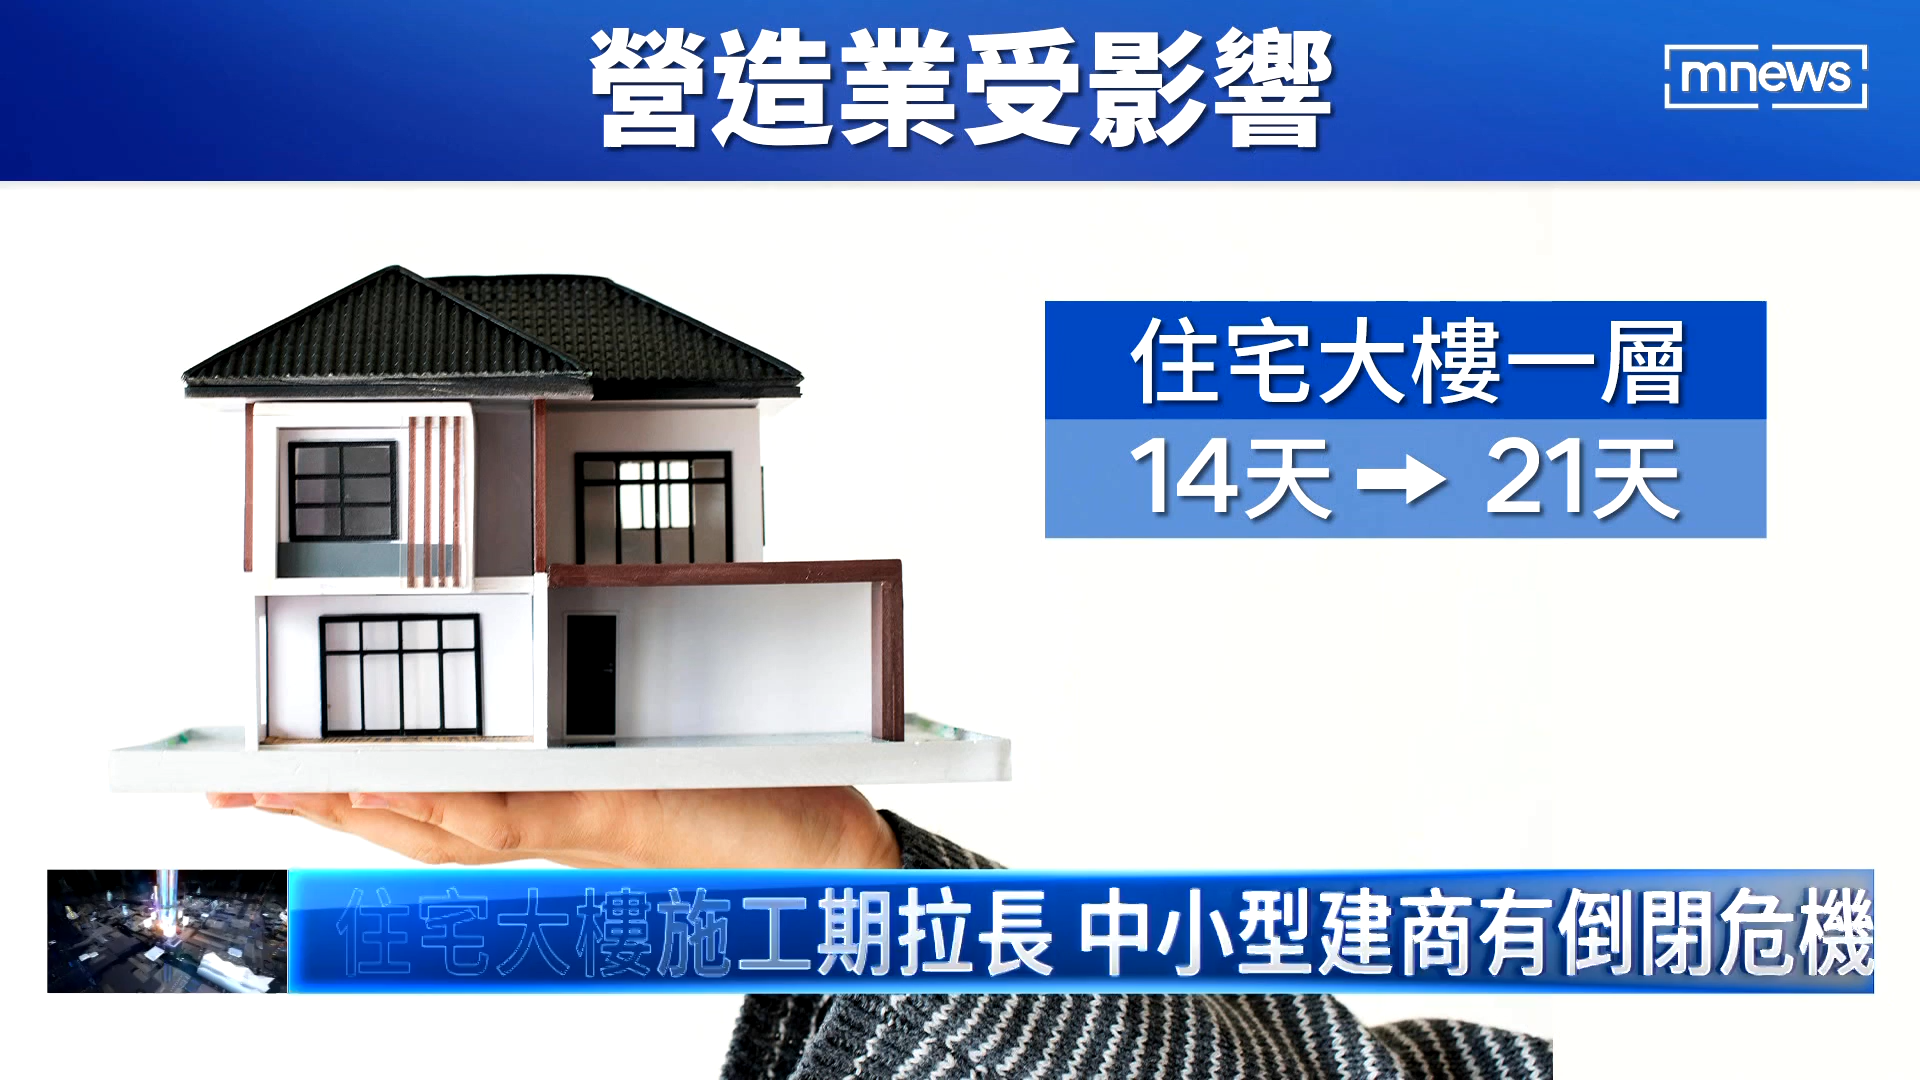 營造業受影響
mnews
住宅大樓一層
14天➡21天
住宅大樓施工期拉長 中小型建商有倒閉危機